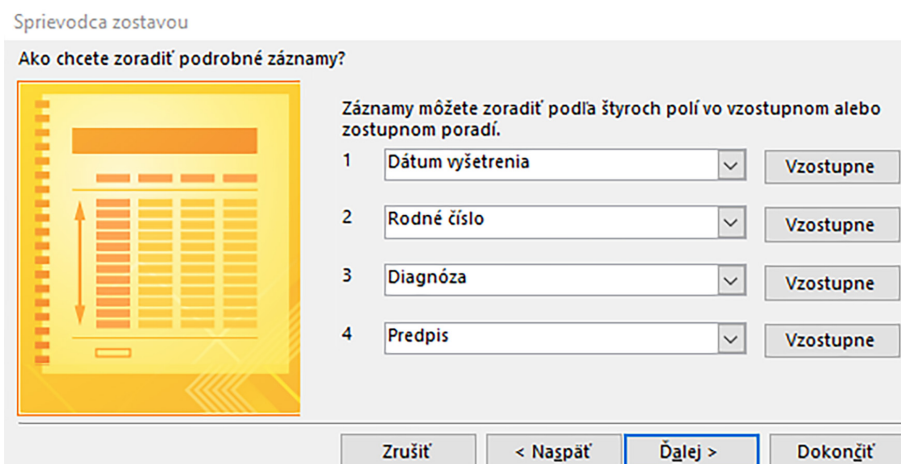 Sprievodca zostavou
Ako chcete zoradiť podrobné záznamy?
Záznamy môžete zoradiť podľa štyroch polí vo vzostupnom alebo
zostupnom poradí.
1 Dátum vyšetrenia Vzostupne
2 Rodné číslo Vzostupne
3 Diagnóza Vzostupne
4 Predpis Vzostupne
Zrušiť < Naspäť Ďalej > Dokončiť